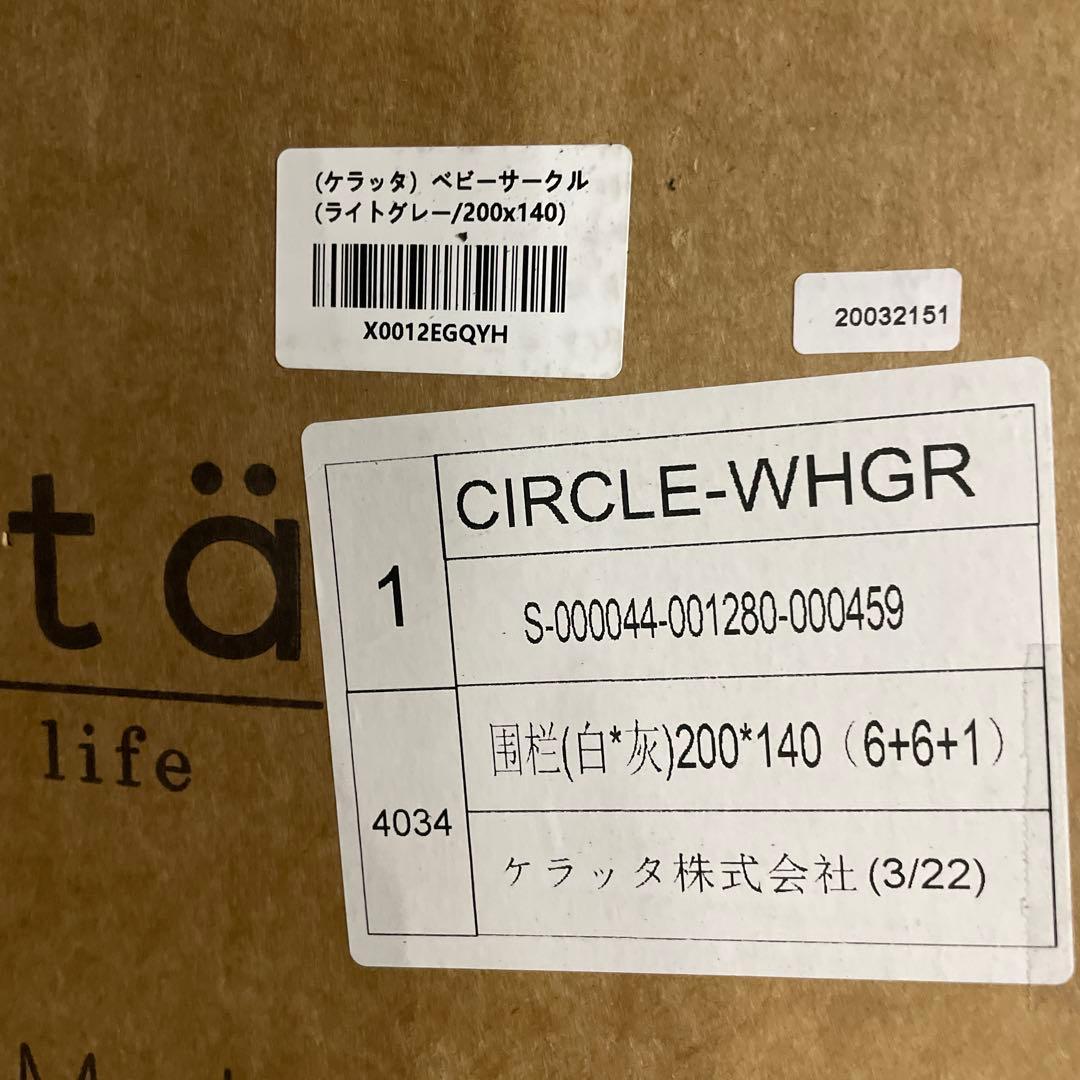 (ケラッタ) ベビーサークル
(ライトグレー/200x140)
X0012EGQYH
20032151
tä
life
1
CIRCLE-WHGR
S-000044-001280-000459
围栏(白*灰)200*140（6+6+1）
4034
ケラッタ株式会社 (3/22)